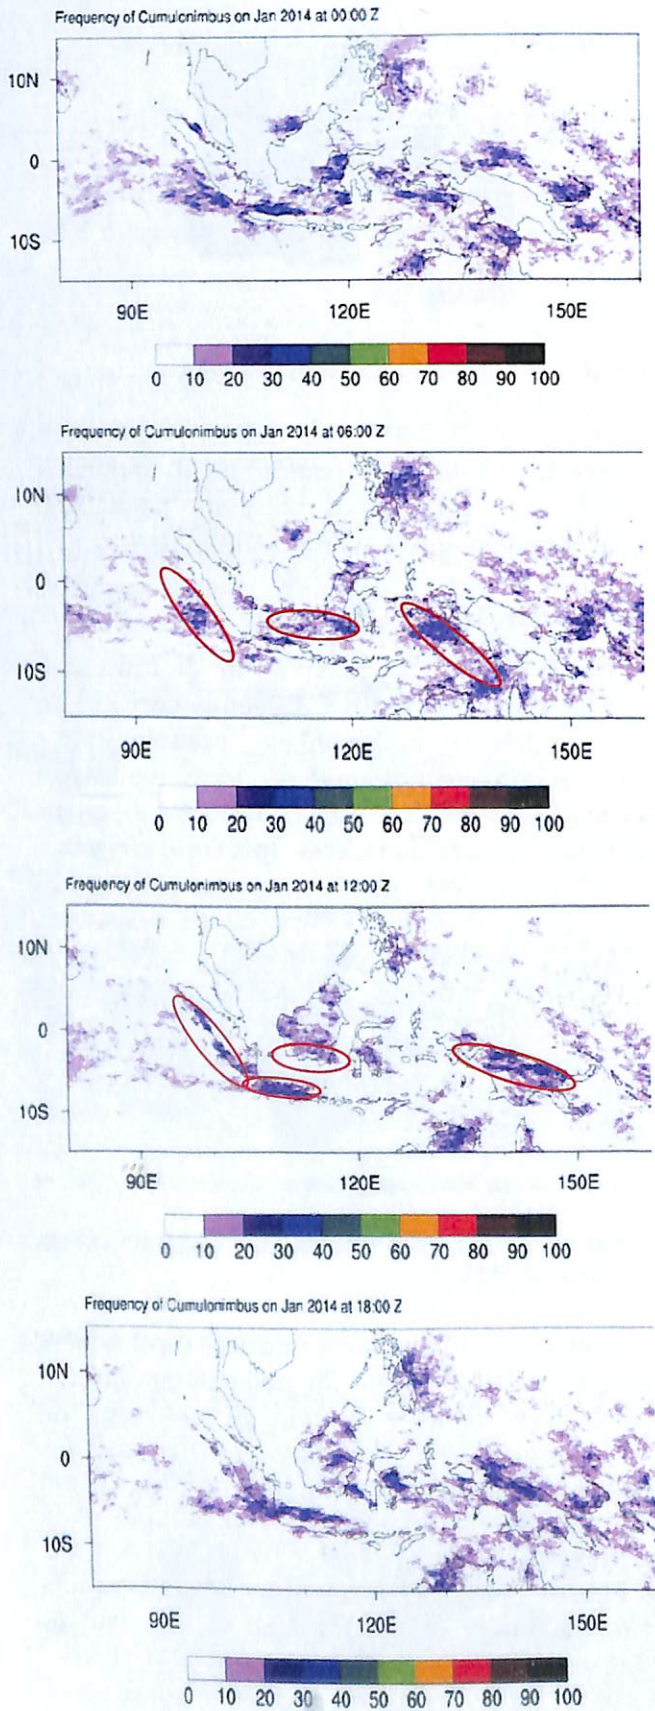 Frequency of Cumulonimbus on Jan 2014 at 00:00 Z
10N
0
10S
90E 120E 150E
0 10 20 30 40 50 60 70 80 90 100
Frequency of Cumulonimbus on Jan 2014 at 06:00 Z
10N
0
10S
90E 120E 150E
0 10 20 30 40 50 60 70 80 90 100
Frequency of Cumulonimbus on Jan 2014 at 12:00 Z
10N
0
10S
90E 120E 150E
0 10 20 30 40 50 60 70 80 90 100
Frequency of Cumulonimbus on Jan 2014 at 18:00 Z
10N
0
10S
90E 120E 150E
0 10 20 30 40 50 60 70 80 90 100